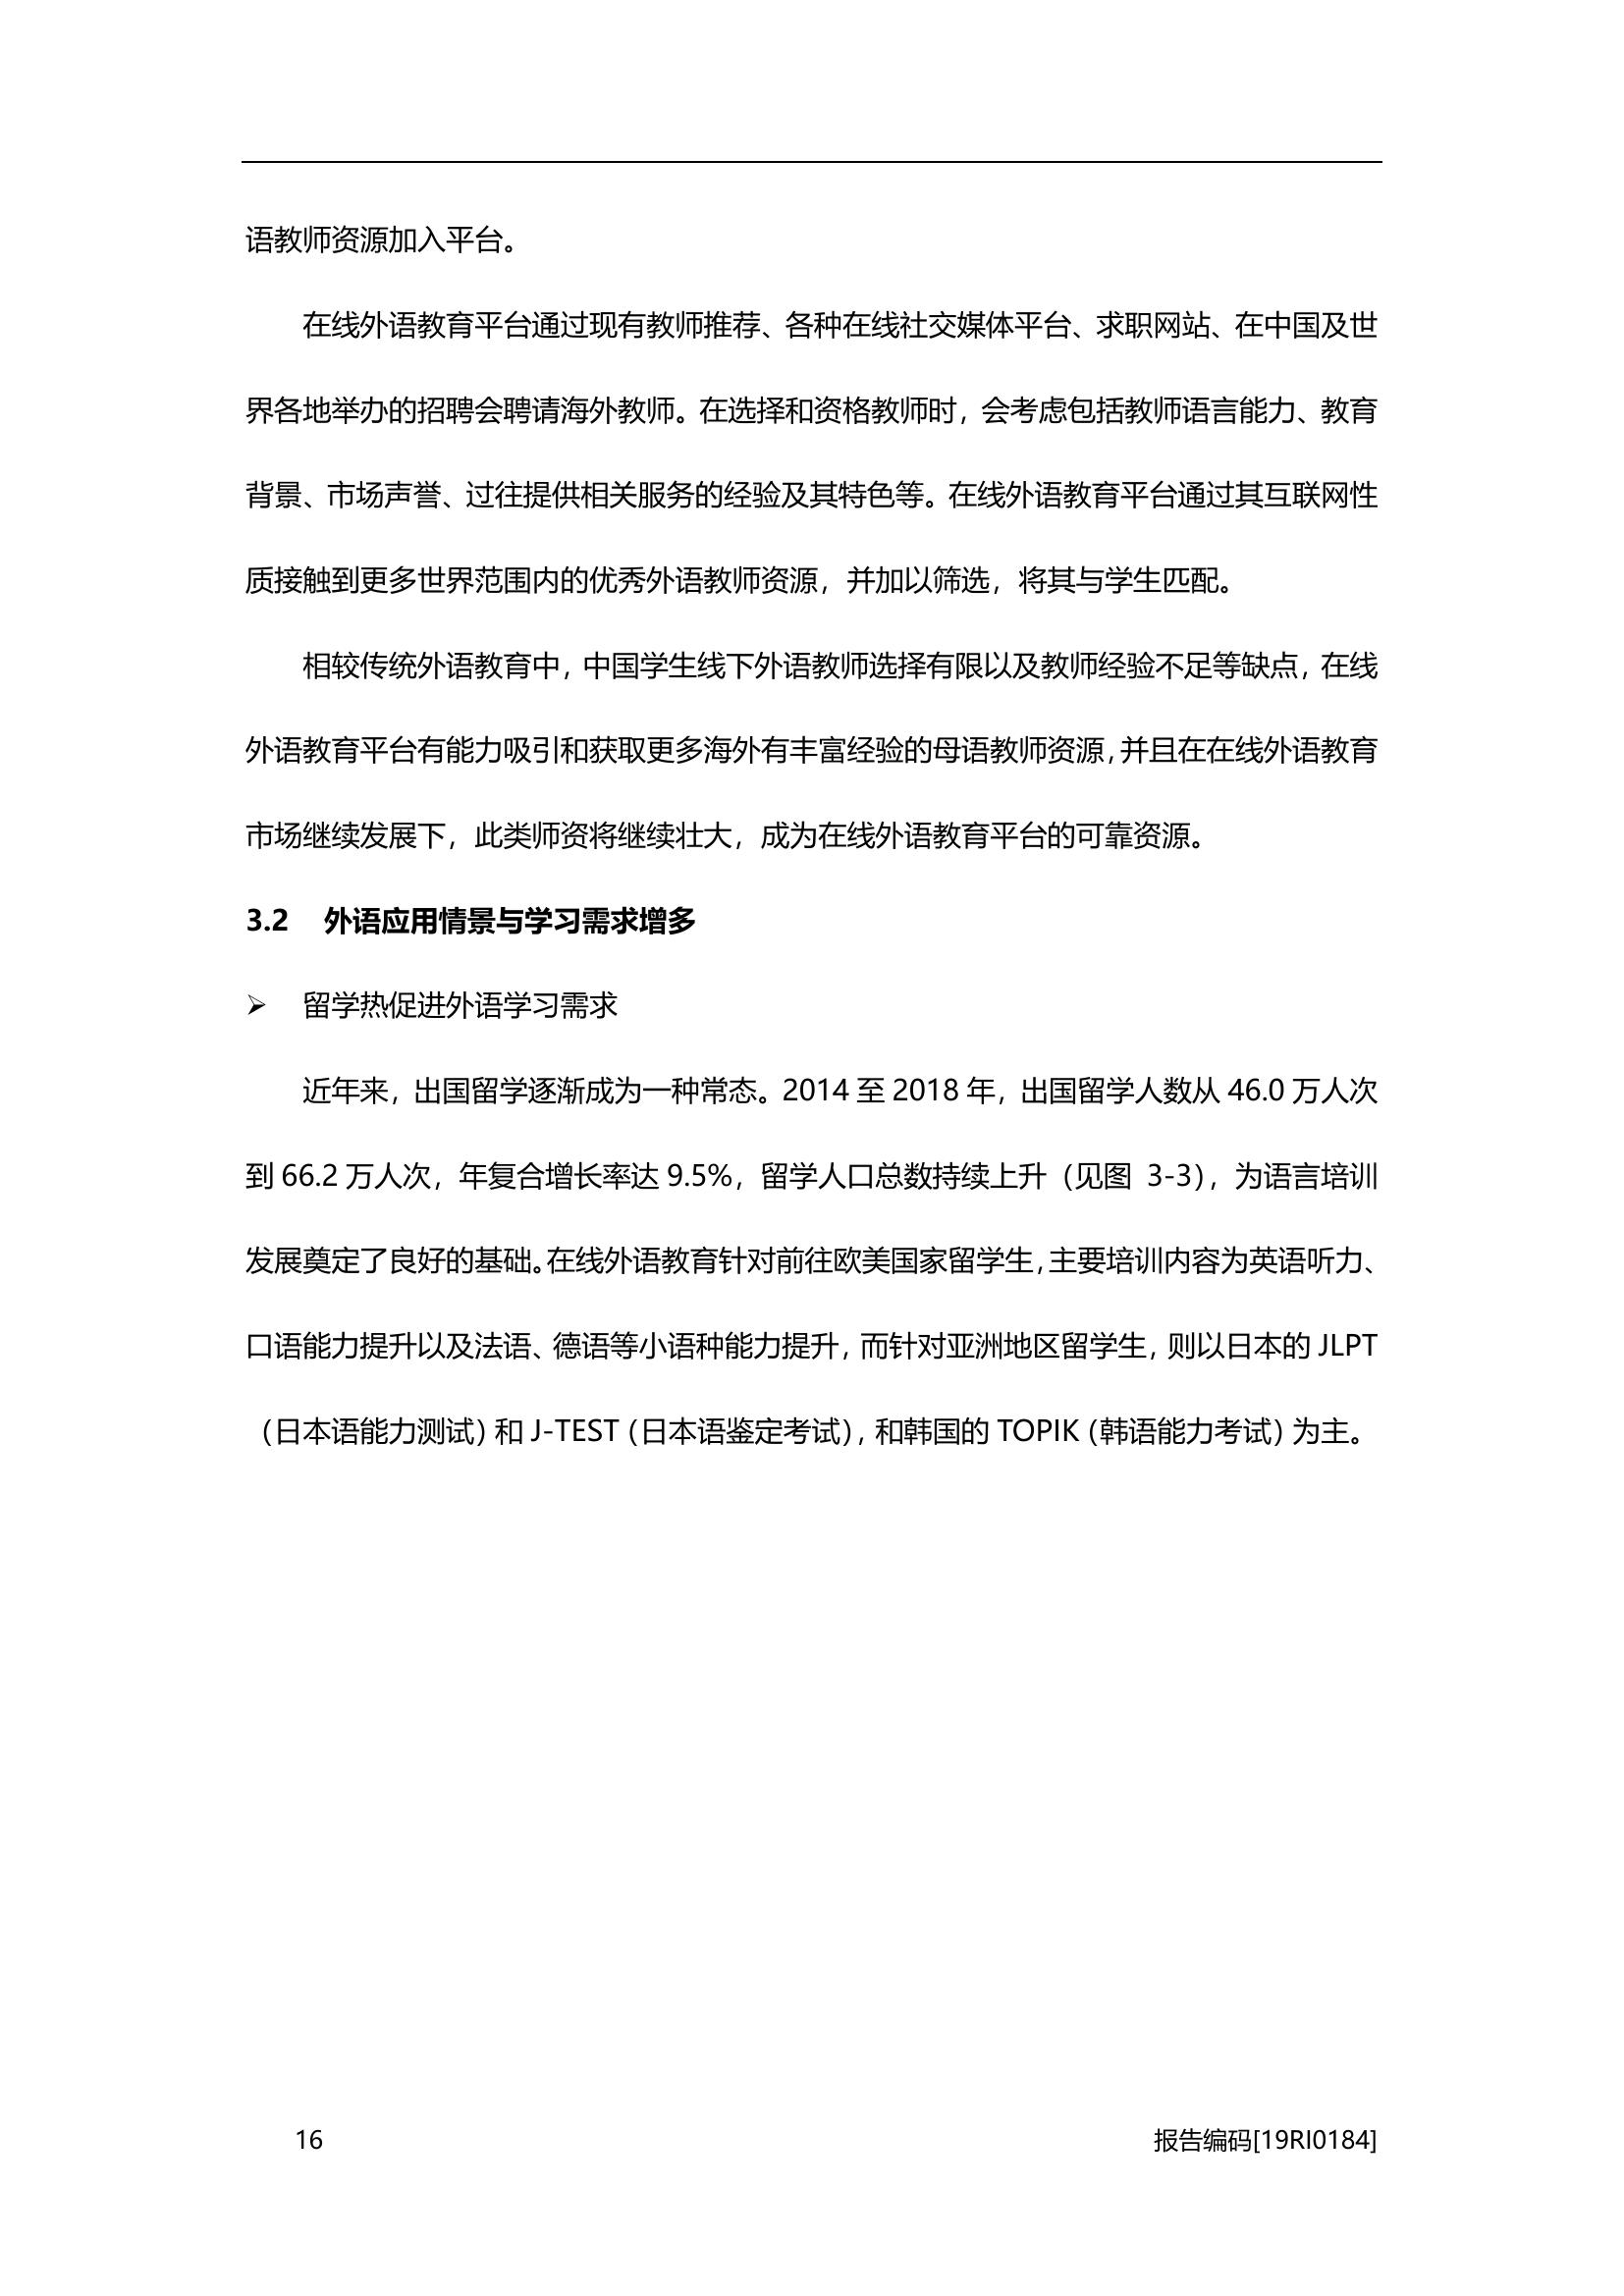 语教师资源加入平台。
在线外语教育平台通过现有教师推荐、各种在线社交媒体平台、求职网站、在中国及世
界各地举办的招聘会聘请海外教师。在选择和资格教师时，会考虑包括教师语言能力、教育
背景、市场声誉、过往提供相关服务的经验及其特色等。在线外语教育平台通过其互联网性
质接触到更多世界范围内的优秀外语教师资源，并加以筛选，将其与学生匹配。
相较传统外语教育中，中国学生线下外语教师选择有限以及教师经验不足等缺点，在线
外语教育平台有能力吸引和获取更多海外有丰富经验的母语教师资源，并且在在线外语教育
市场继续发展下，此类师资将继续壮大，成为在线外语教育平台的可靠资源。
3.2 外语应用情景与学习需求增多
➢ 留学热促进外语学习需求
近年来，出国留学逐渐成为一种常态。2014 至 2018 年，出国留学人数从 46.0 万人次
到 66.2 万人次，年复合增长率达 9.5%，留学人口总数持续上升（见图 3-3），为语言培训
发展奠定了良好的基础。在线外语教育针对前往欧美国家留学生，主要培训内容为英语听力、
口语能力提升以及法语、德语等小语种能力提升，而针对亚洲地区留学生，则以日本的 JLPT
（日本语能力测试）和 J-TEST（日本语鉴定考试），和韩国的 TOPIK（韩语能力考试）为主。
16 报告编码[19RI0184]